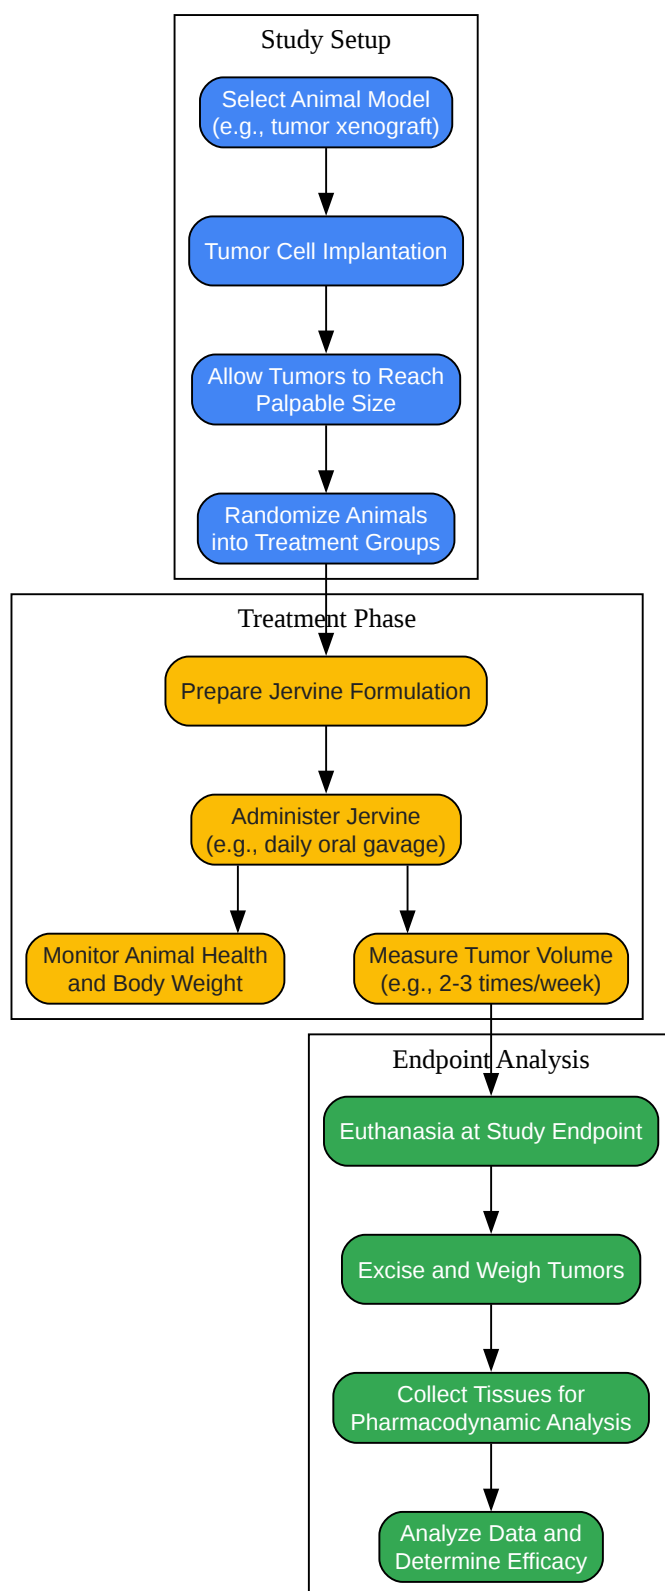 Study Setup
Select Animal Model
(e.g., tumor xenograft)
Tumor Cell Implantation
Allow Tumors to Reach
Palpable Size
Randomize Animals
into Treatment Groups
Treatment Phase
Prepare Jervine Formulation
Administer Jervine
(e.g., daily oral gavage)
Monitor Animal Health
and Body Weight
Measure Tumor Volume
(e.g., 2-3 times/week)
Endpoint Analysis
Euthanasia at Study Endpoint
Excise and Weigh Tumors
Collect Tissues for
Pharmacodynamic Analysis
Analyze Data and
Determine Efficacy